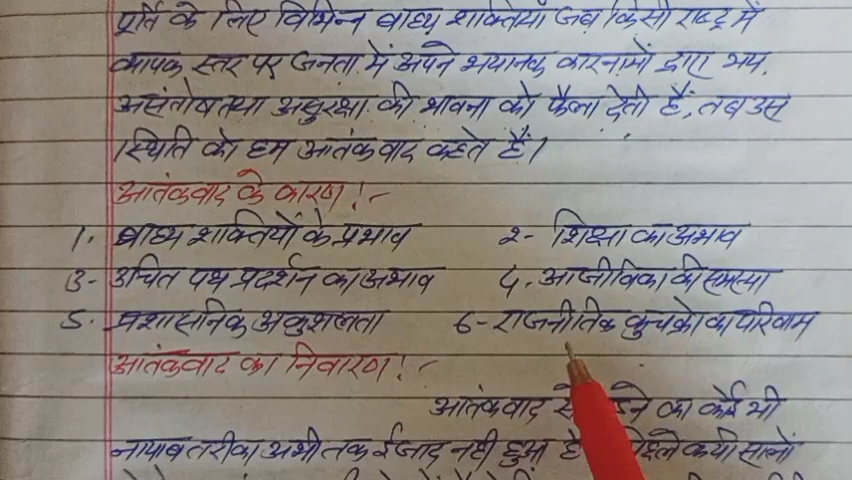 पूर्ति के लिए विभिन्न बाह्य शक्तियाँ जब किसी राष्ट्र में
व्यापक स्तर पर जनता में अपने भयानक कारनामों द्वारा भय,
असंतोष तथा असुरक्षा की भावना को फैला देती हैं, तब उस
स्थिति को हम आतंकवाद कहते हैं।
आतंकवाद के कारण :-
1. बाह्य शक्तियों के प्रभाव 2- शिक्षा का अभाव
3- उचित पथ प्रदर्शन का अभाव 4. आजीविका की समस्या
5. प्रशासनिक अकुशलता 6- राजनीतिक कुचक्रो का परिणाम
आतंकवाद का निवारण :-
आतंकवाद से का कोई भी
नायाब तरीका अभी तक ईजाद नही हुआ है सालों